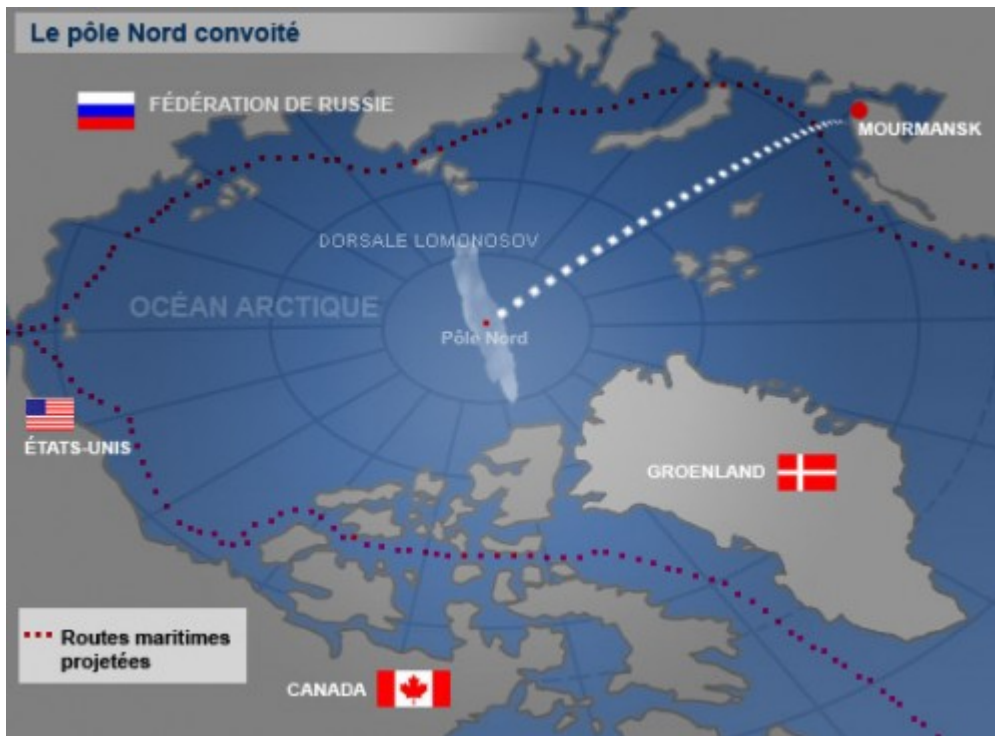 Le pôle Nord convoité
FÉDÉRATION DE RUSSIE
MOURMANSK
DORSALE LOMONOSOV
OCÉAN ARCTIQUE
Pôle Nord
ÉTATS-UNIS
GROENLAND
Routes maritimes
projetées
CANADA